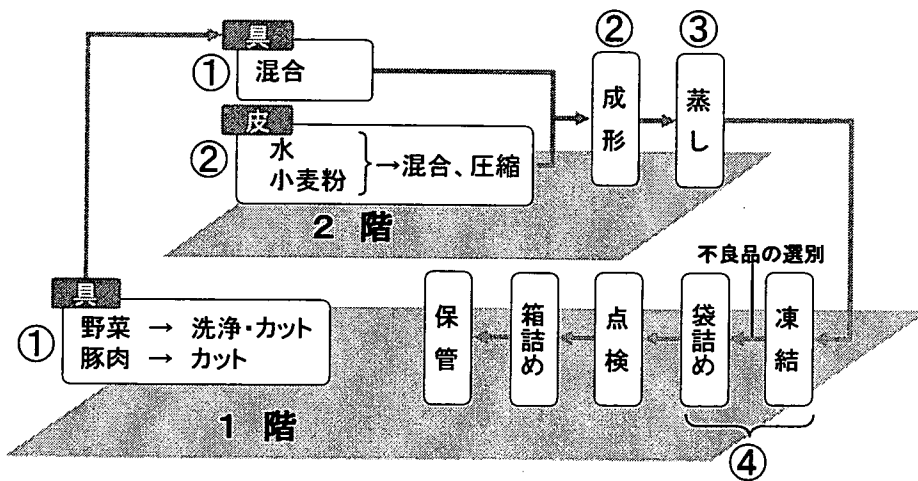 具
① 混合
皮
② 水
小麦粉
→混合、圧縮
2 階
② 成形
③ 蒸し
具
① 野菜 → 洗浄・カット
豚肉 → カット
1 階
不良品の選別
凍結
袋詰め
④
点検
箱詰め
保管